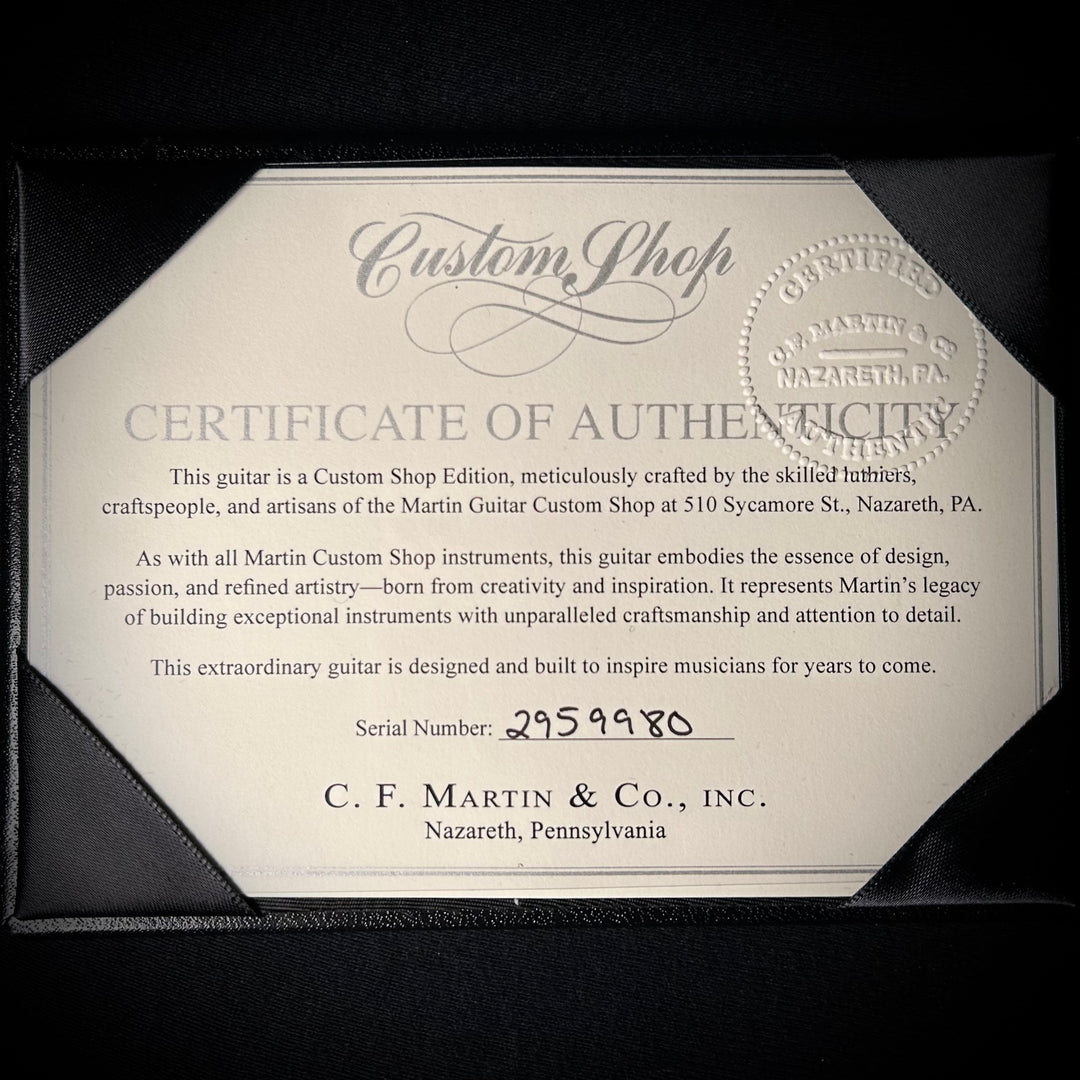 Custom Shop
CERTIFIED
C.F. MARTIN & CO
NAZARETH, PA.
AUTHENTIC
CERTIFICATE OF AUTHENTICITY
This guitar is a Custom Shop Edition, meticulously crafted by the skilled luthiers,
craftspeople, and artisans of the Martin Guitar Custom Shop at 510 Sycamore St., Nazareth, PA.
As with all Martin Custom Shop instruments, this guitar embodies the essence of design,
passion, and refined artistry—born from creativity and inspiration. It represents Martin’s legacy
of building exceptional instruments with unparalleled craftsmanship and attention to detail.
This extraordinary guitar is designed and built to inspire musicians for years to come.
Serial Number: 2959980
C. F. MARTIN & CO., INC.
Nazareth, Pennsylvania